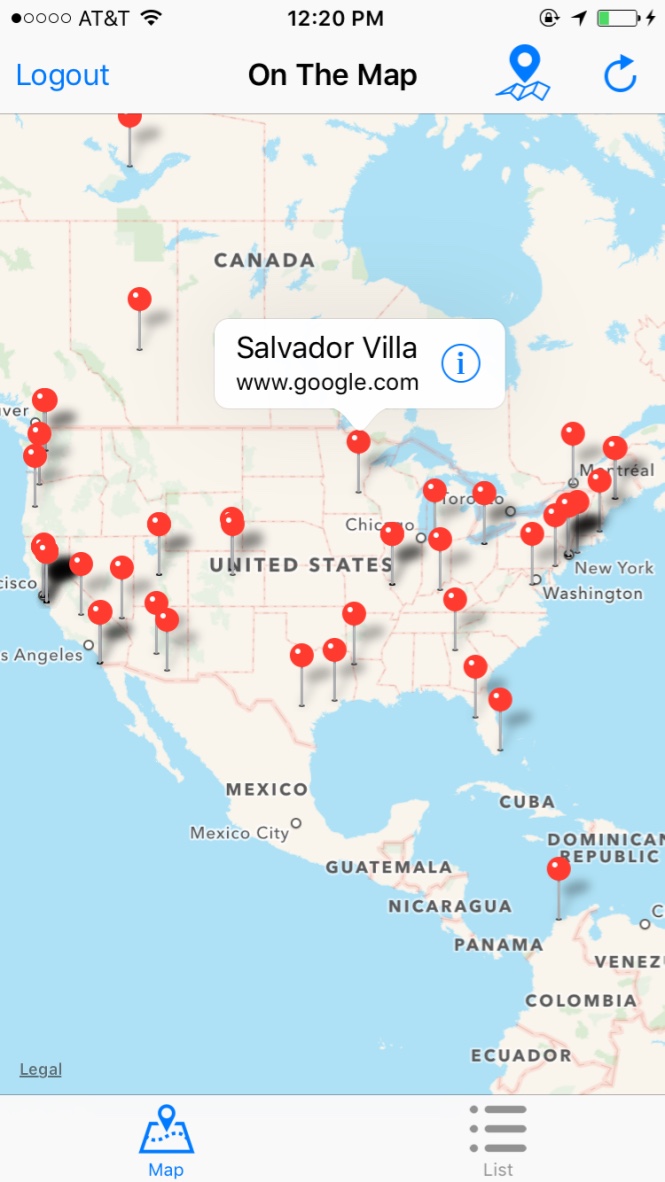 AT&T 12:20 PM
Logout On The Map
CANADA
Salvador Villa
www.google.com
ver
Montréal
Toronto
Chicago
UNITED STATES
New York
cisco
Washington
s Angeles
MEXICO
CUBA
Mexico City
DOMINICAN
REPUBLIC
GUATEMALA
NICARAGUA
C
PANAMA
VENEZ
COLOMBIA
ECUADOR
Legal
Map List